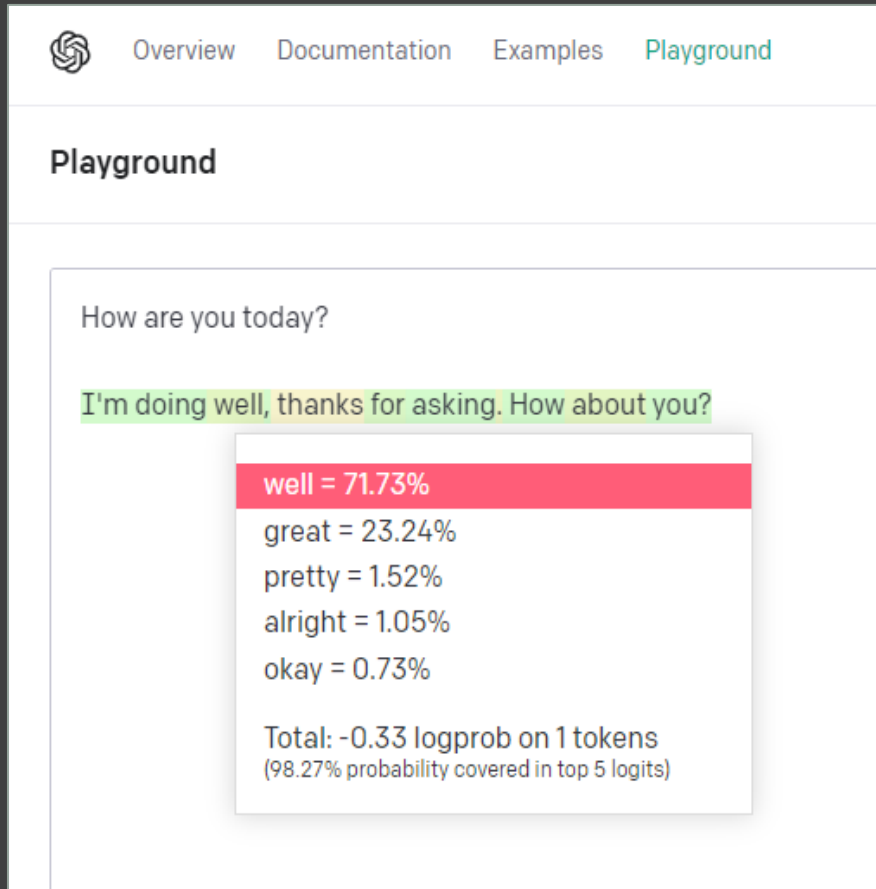 Overview Documentation Examples Playground
Playground
How are you today?
I'm doing well, thanks for asking. How about you?
well = 71.73%
great = 23.24%
pretty = 1.52%
alright = 1.05%
okay = 0.73%
Total: -0.33 logprob on 1 tokens
(98.27% probability covered in top 5 logits)